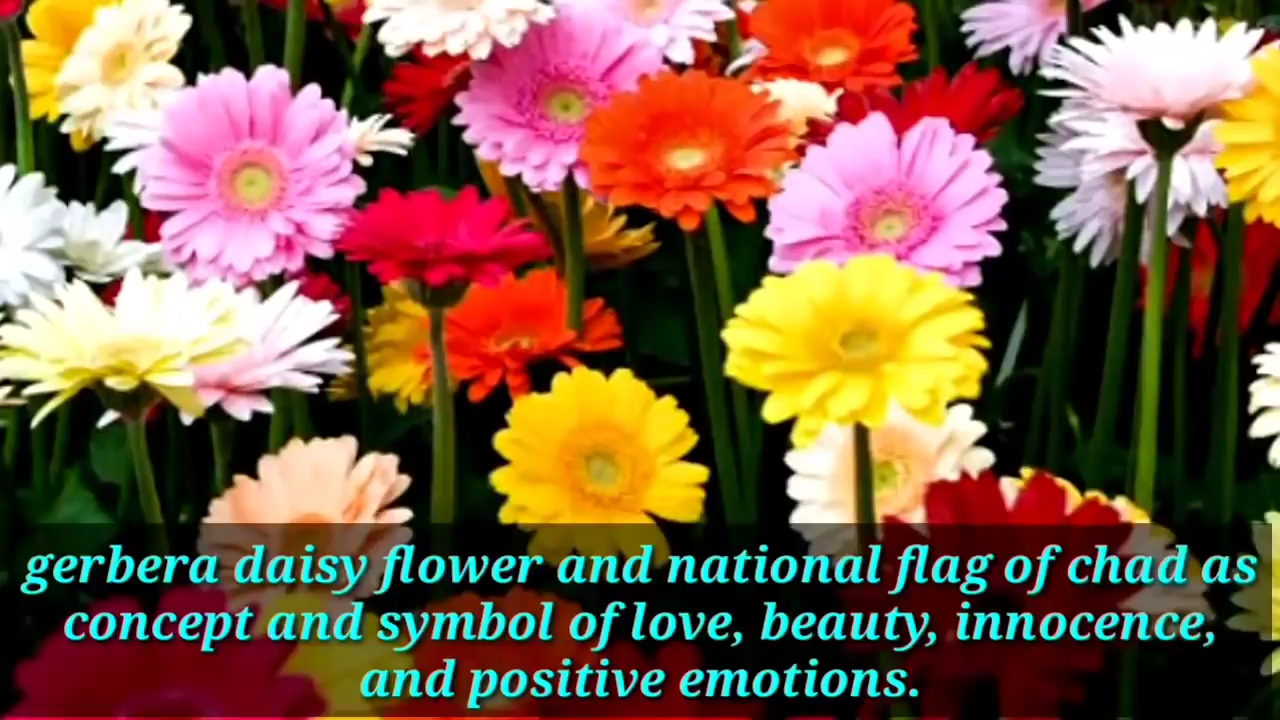 gerbera daisy flower and national flag of chad as
concept and symbol of love, beauty, innocence,
and positive emotions.